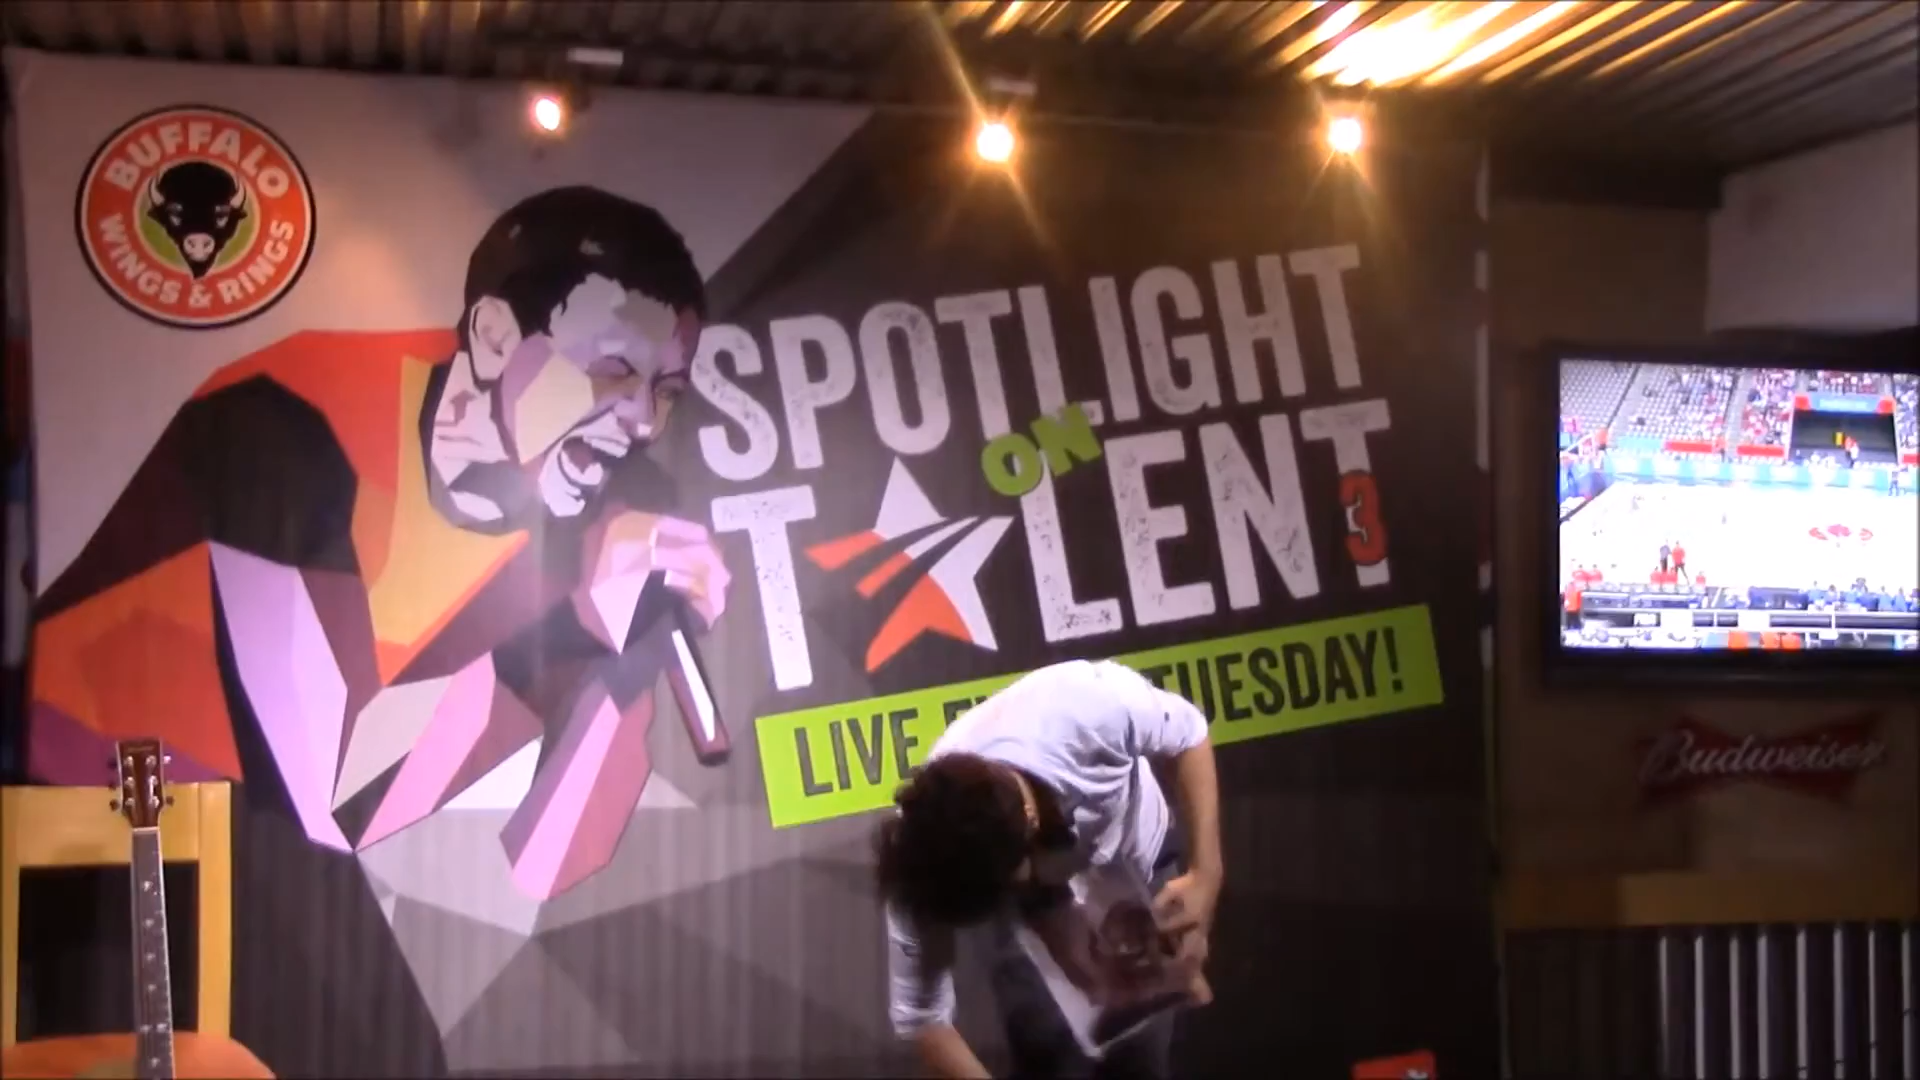 BUFFALO
WINGS & RINGS
SPOTLIGHT
ON
TALENT 3
LIVE TUESDAY!
Budweiser